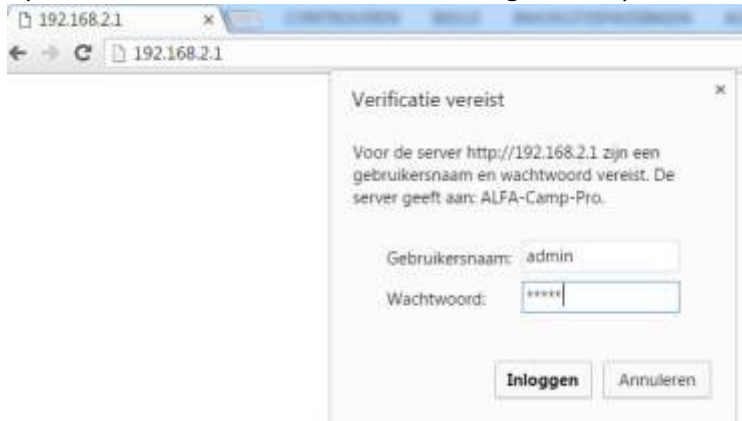 192.168.2.1
192.168.2.1
Verificatie vereist
Voor de server http://192.168.2.1 zijn een
gebruikersnaam en wachtwoord vereist. De
server geeft aan: ALFA-Camp-Pro.
Gebruikersnaam: admin
Wachtwoord: *****
Inloggen Annuleren